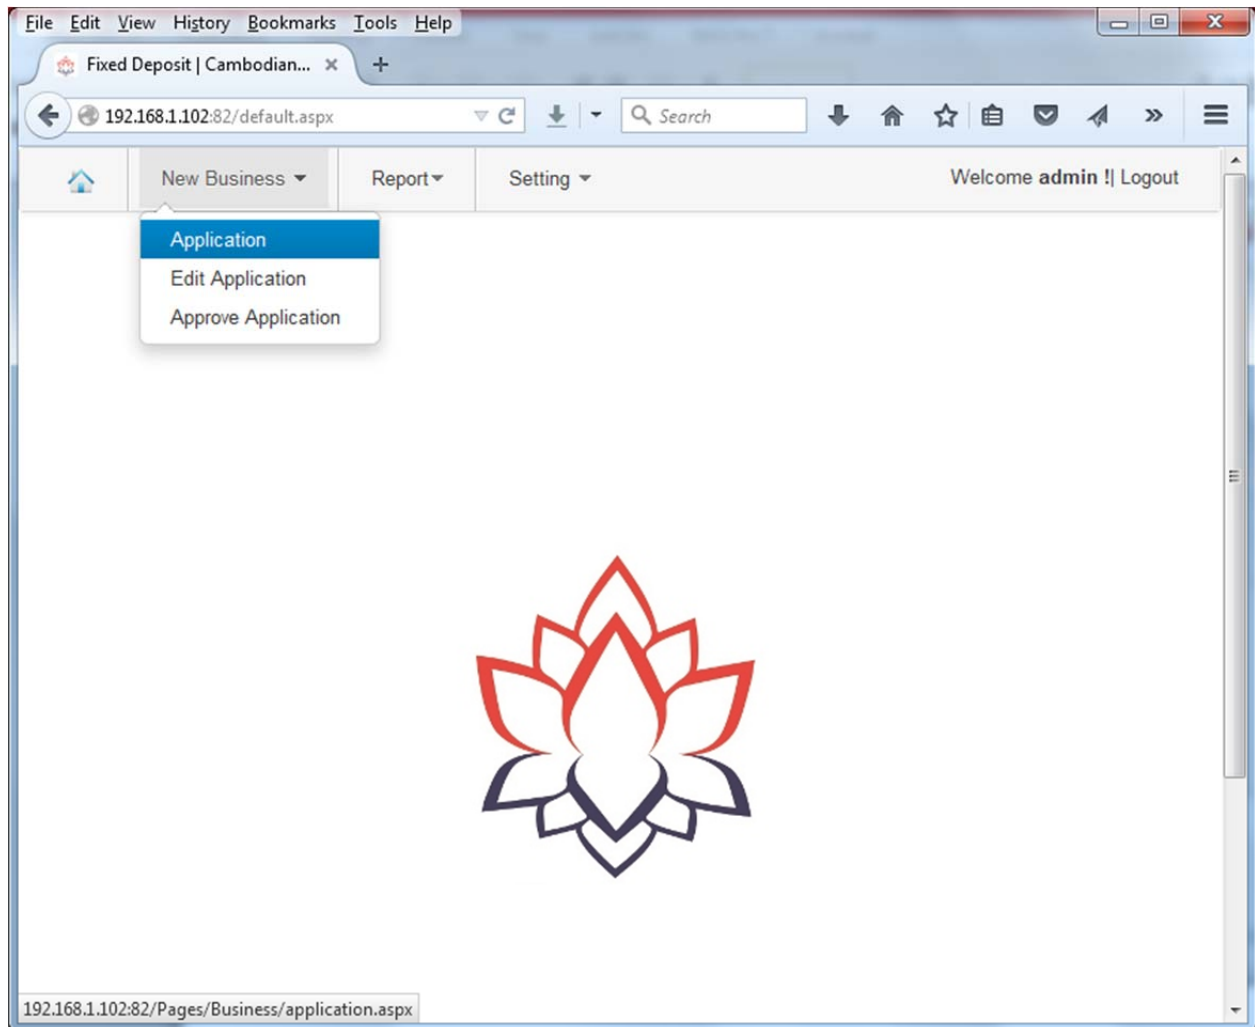 File Edit View History Bookmarks Tools Help
Fixed Deposit | Cambodian...
192.168.1.102:82/default.aspx Search
New Business Report Setting Welcome admin !| Logout
Application
Edit Application
Approve Application
192.168.1.102:82/Pages/Business/application.aspx